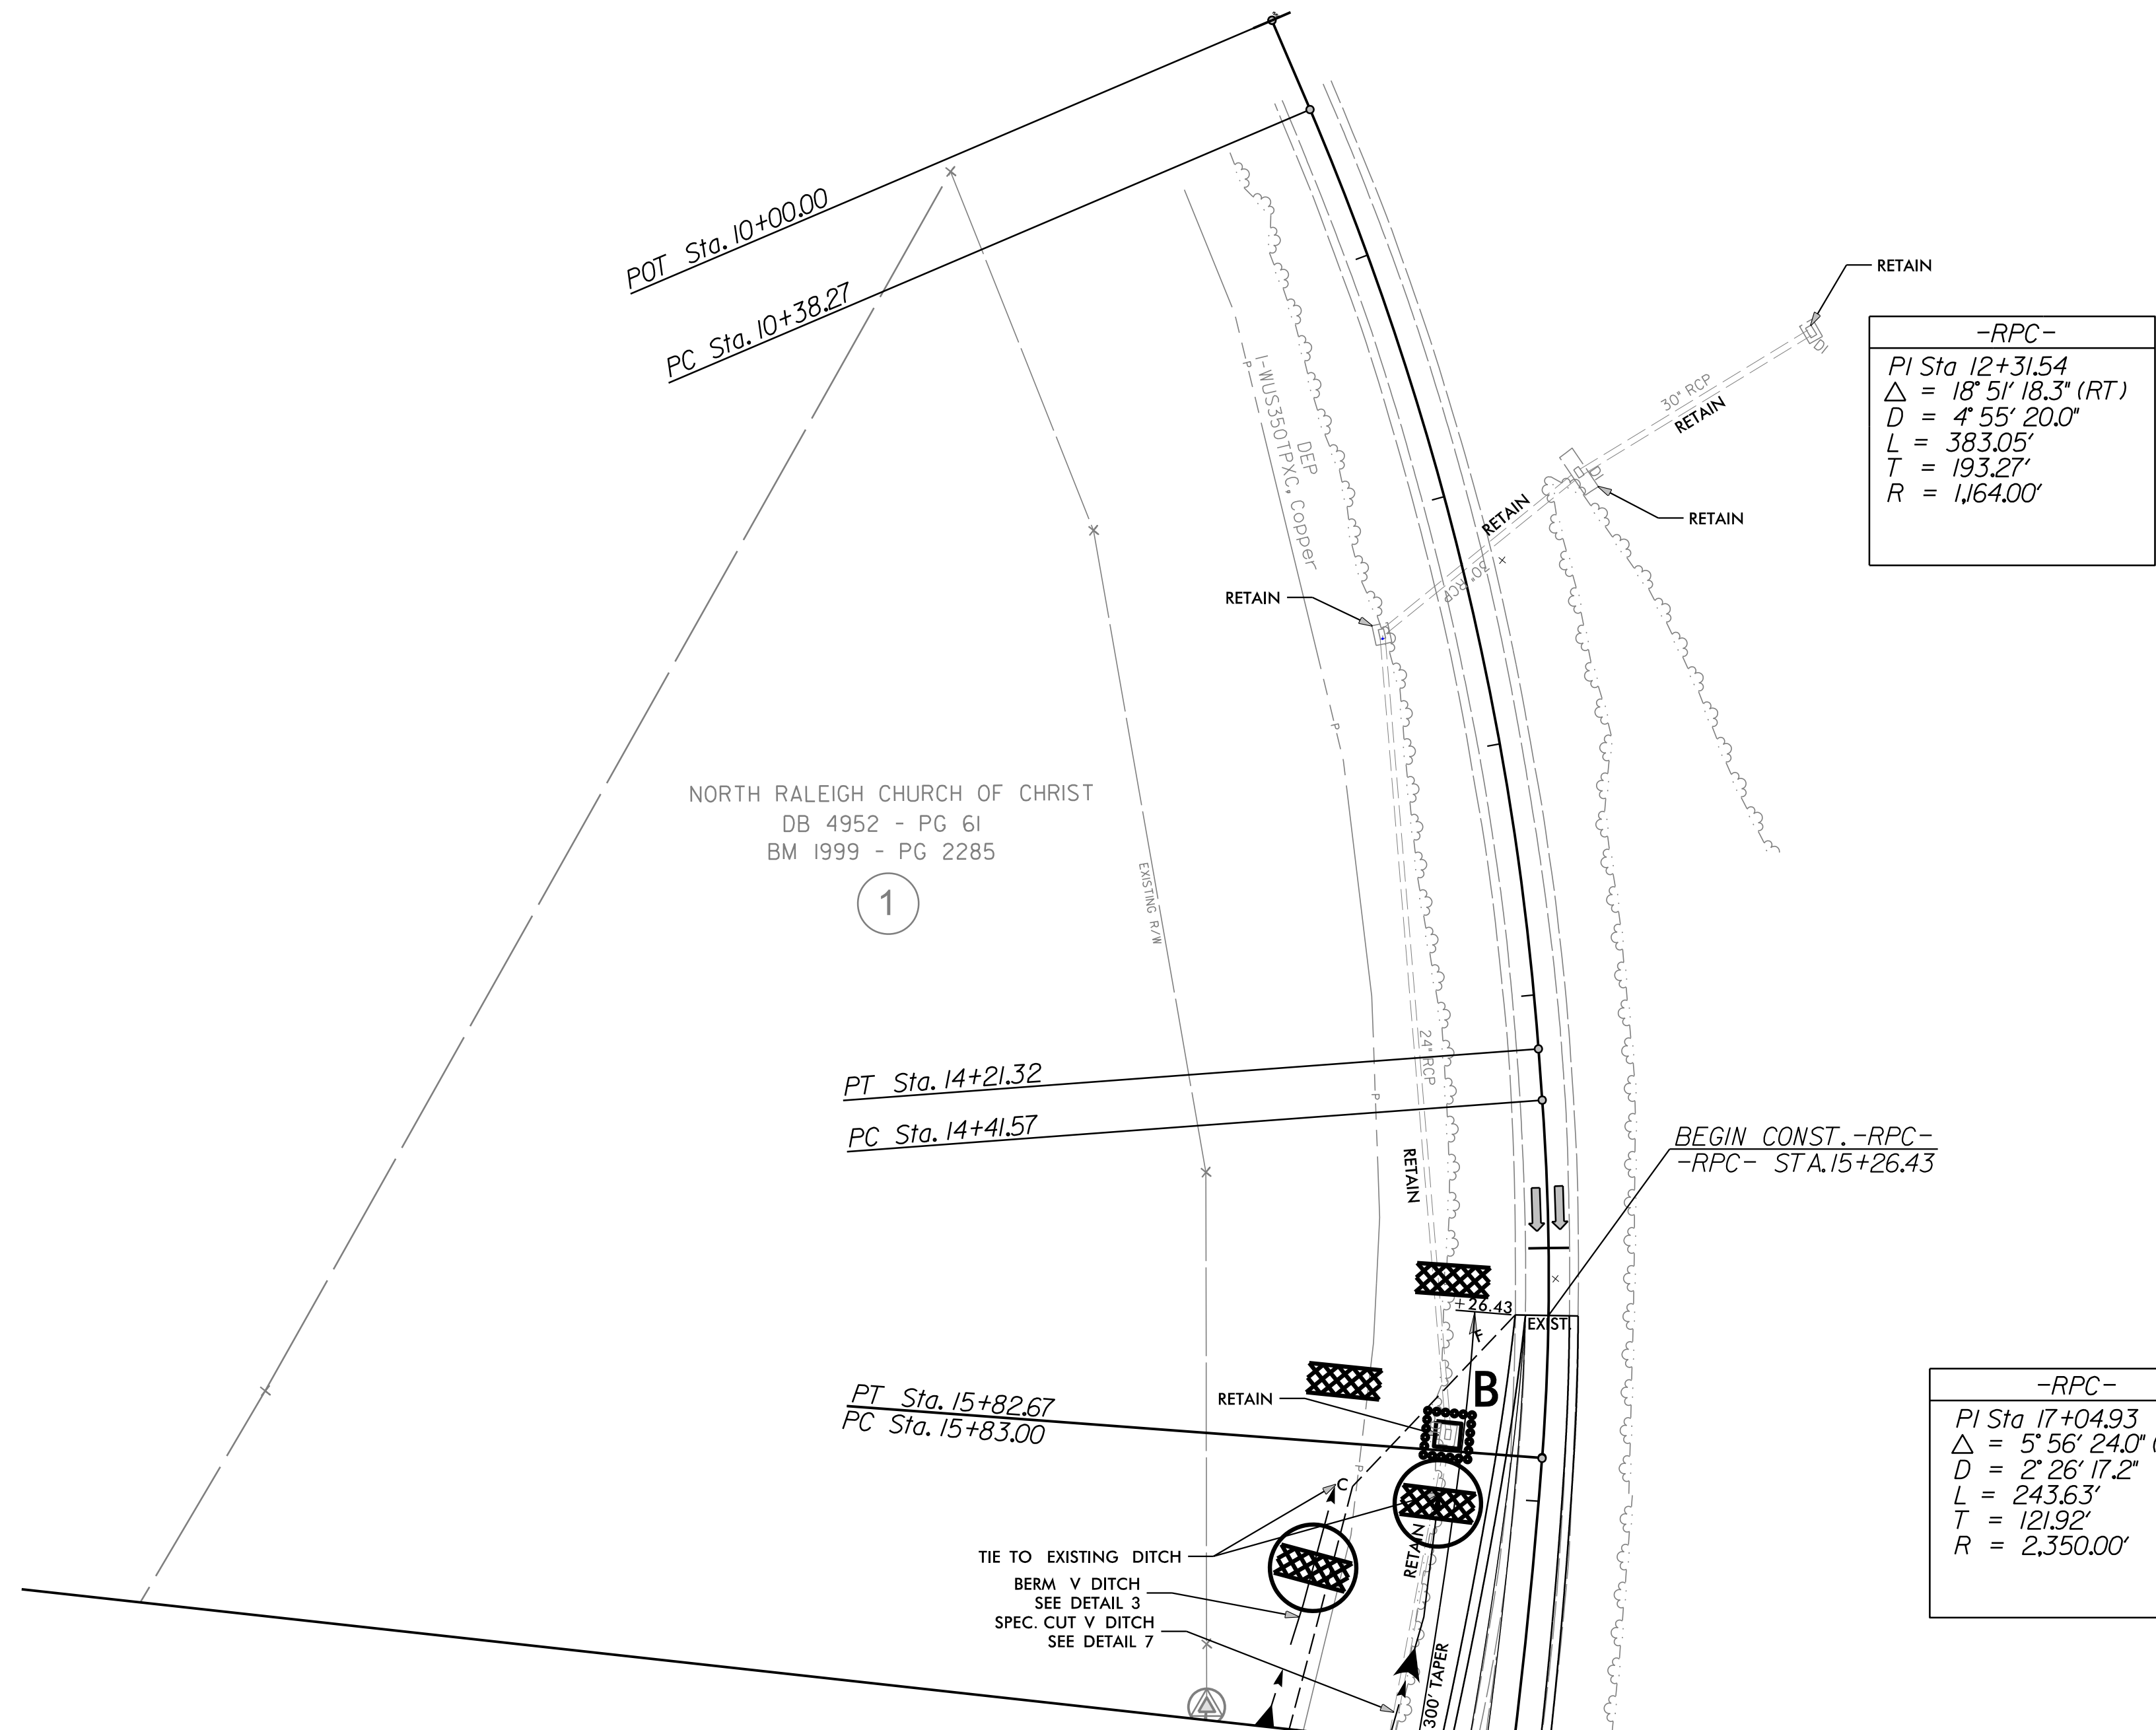 POT Sta. 10+00.00
PC Sta. 10+38.27
RETAIN
DI
-RPC-
PI Sta 12+31.54
△ = 18° 51' 18.3" (RT)
D = 4° 55' 20.0"
L = 383.05'
T = 193.27'
R = 1,164.00'
30" RCP
RETAIN
DI
RETAIN
RETAIN
30" RCP
P
DEP
1-WUS350TPXC, Copper
RETAIN
P
NORTH RALEIGH CHURCH OF CHRIST
DB 4952 - PG 61
BM 1999 - PG 2285
1
EXISTING R/W
24" RCP
PT Sta. 14+21.32
P
PC Sta. 14+41.57
RETAIN
BEGIN CONST. -RPC-
-RPC- STA. 15+26.43
+26.43
EXIST.
F
B
PT Sta. 15+82.67
PC Sta. 15+83.00
RETAIN
-RPC-
PI Sta 17+04.93
△ = 5° 56' 24.0" (
D = 2° 26' 17.2"
L = 243.63'
T = 121.92'
R = 2,350.00'
P
C
TIE TO EXISTING DITCH
BERM V DITCH
SEE DETAIL 3
SPEC. CUT V DITCH
SEE DETAIL 7
RETAIN
300' TAPER